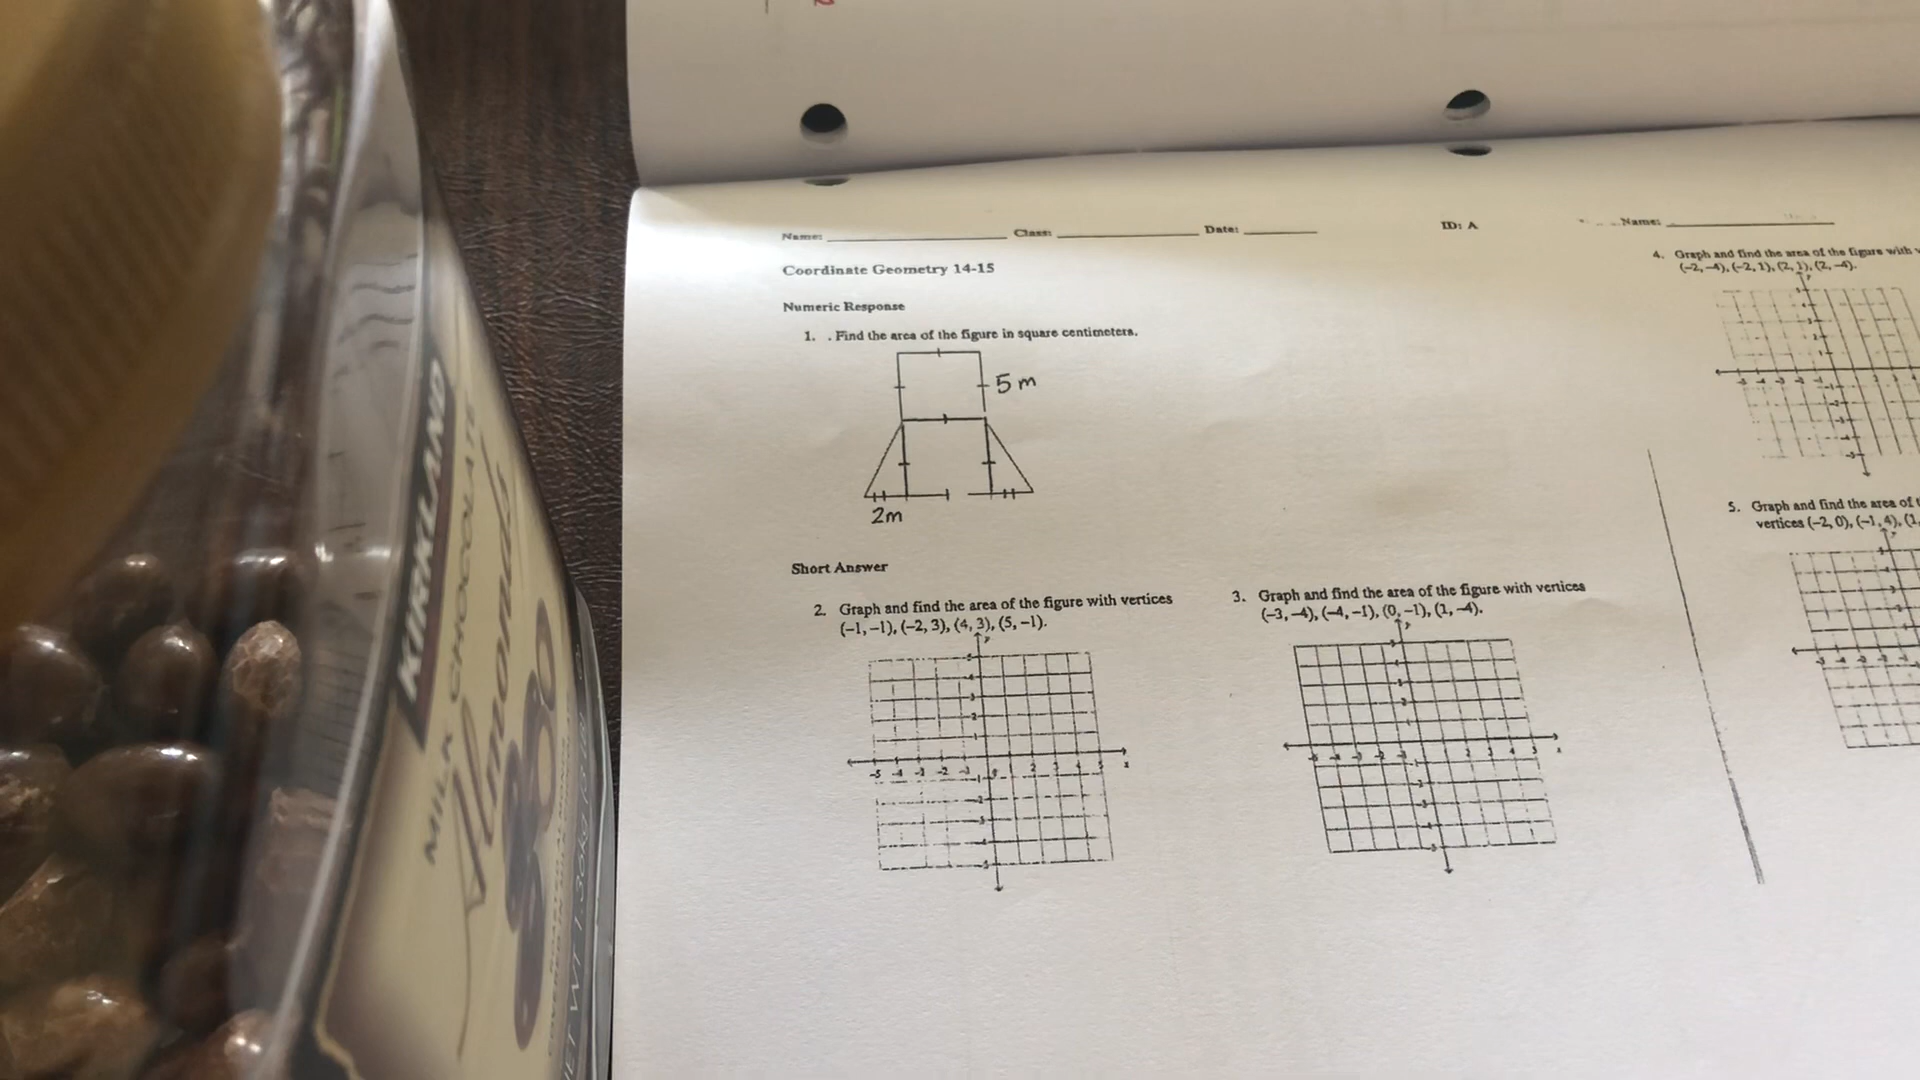 KIRKLAND
MILK CHOCOLATE
Almonds
Name: Class: Date: ID: A
Coordinate Geometry 14-15
Numeric Response
1. . Find the area of the figure in square centimeters.
5 m
2m
Short Answer
2. Graph and find the area of the figure with vertices
(-1,-1), (-2, 3), (4, 3), (5, -1).
3. Graph and find the area of the figure with vertices
(-3,-4), (-4, -1), (0, -1), (1, -4).
Name:
4. Graph and find the area of the figure with
(-2, -4), (-2, 1), (2, 1), (2, -4).
5. Graph and find the area of
vertices (-2, 0), (-1, 4), (1,